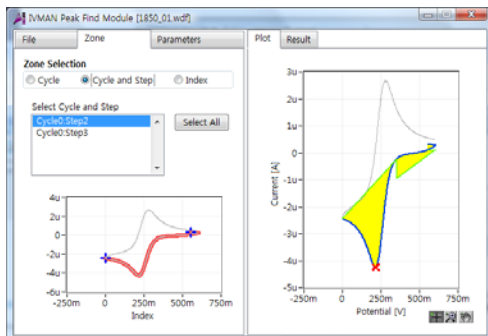 IVMAN Peak Find Module [1850_01.wdf]
File
Zone
Parameters
Zone Selection
Cycle
Cycle and Step
Index
Select Cycle and Step
Cycle0:Step2
Cycle0:Step3
Select All
4u
2u
0
-2u
-4u
-6u
-250m
0
250m
500m
750m
Index
Plot
Result
Current [A]
3u
2u
1u
0
-1u
-2u
-3u
-4u
-5u
-250m
0
250m
500m
750m
Potential [V]